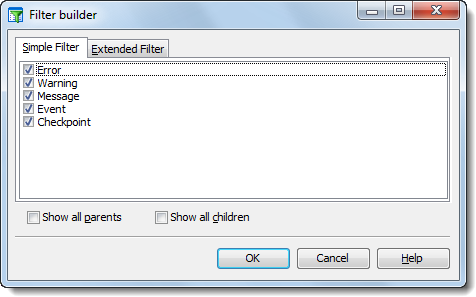 Filter builder
Simple Filter Extended Filter
Error
Warning
Message
Event
Checkpoint
Show all parents Show all children
OK Cancel Help